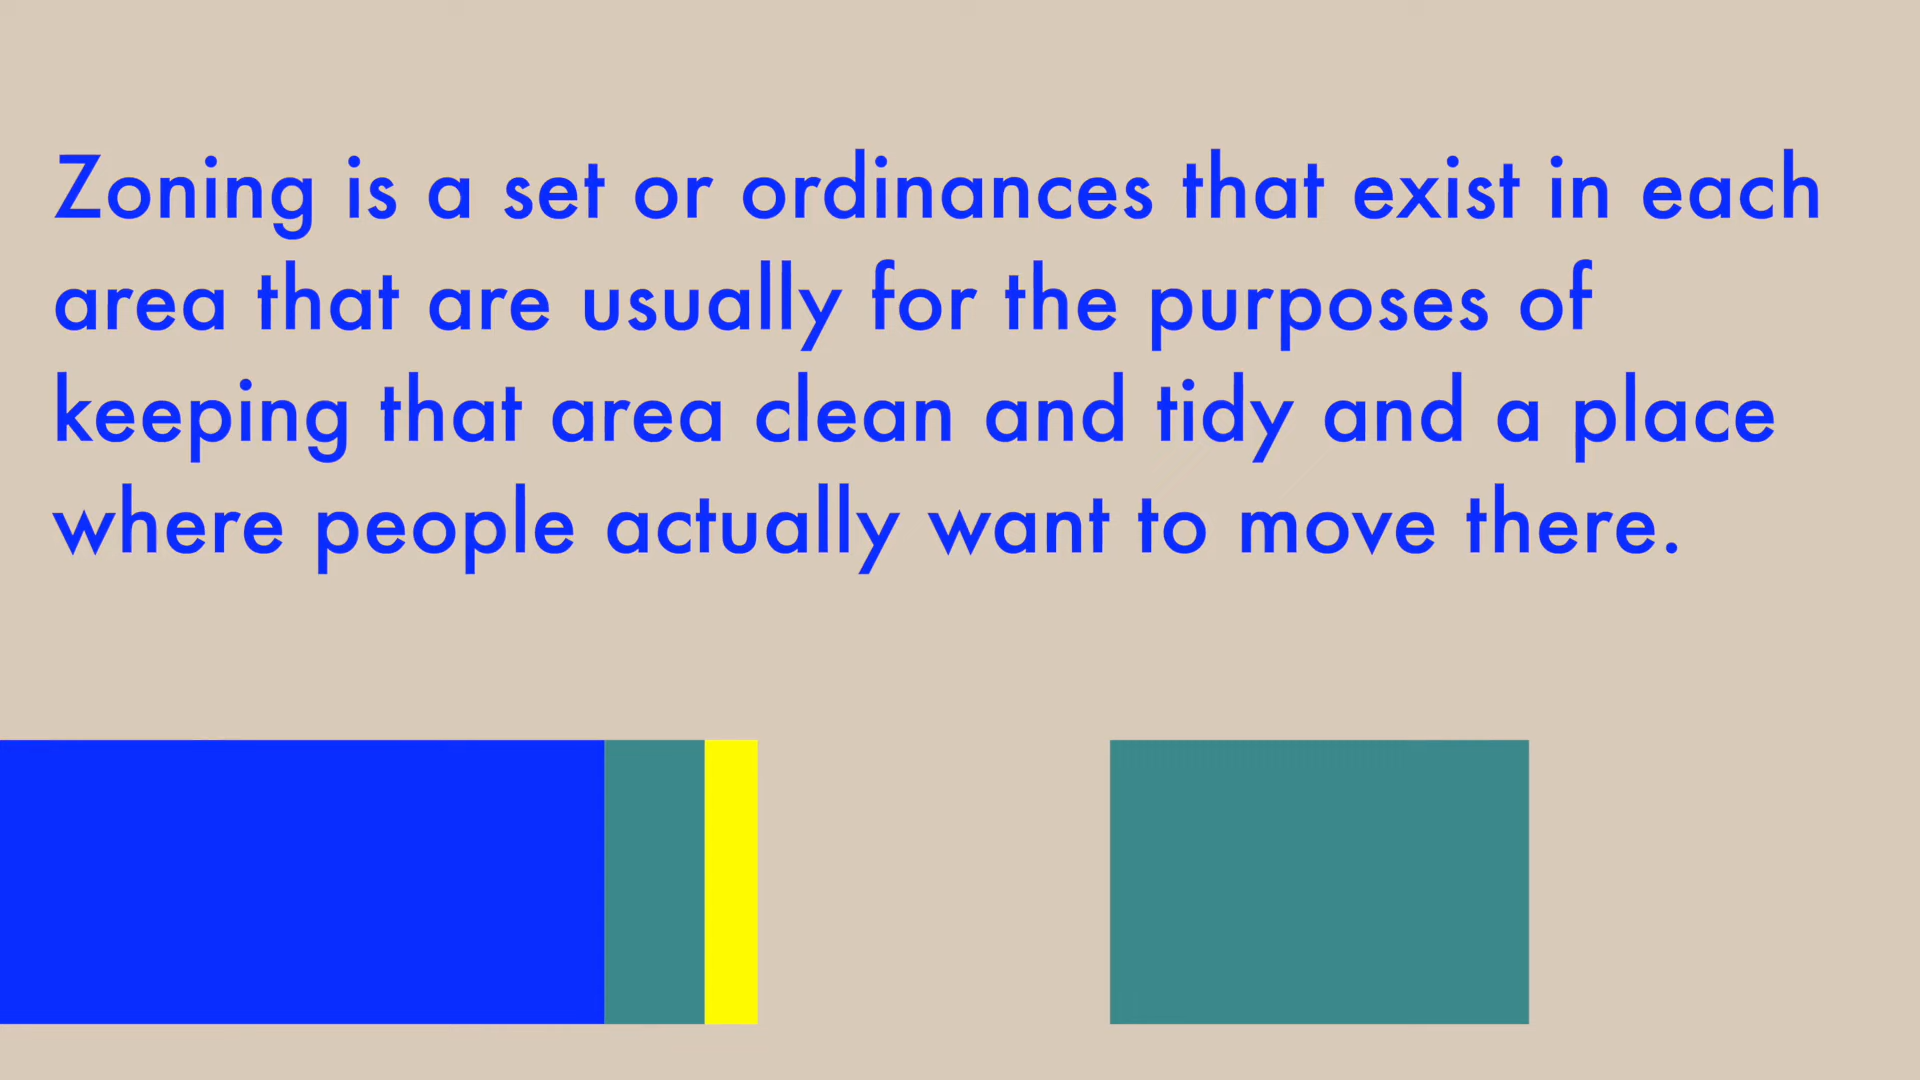 Zoning is a set or ordinances that exist in each
area that are usually for the purposes of
keeping that area clean and tidy and a place
where people actually want to move there.